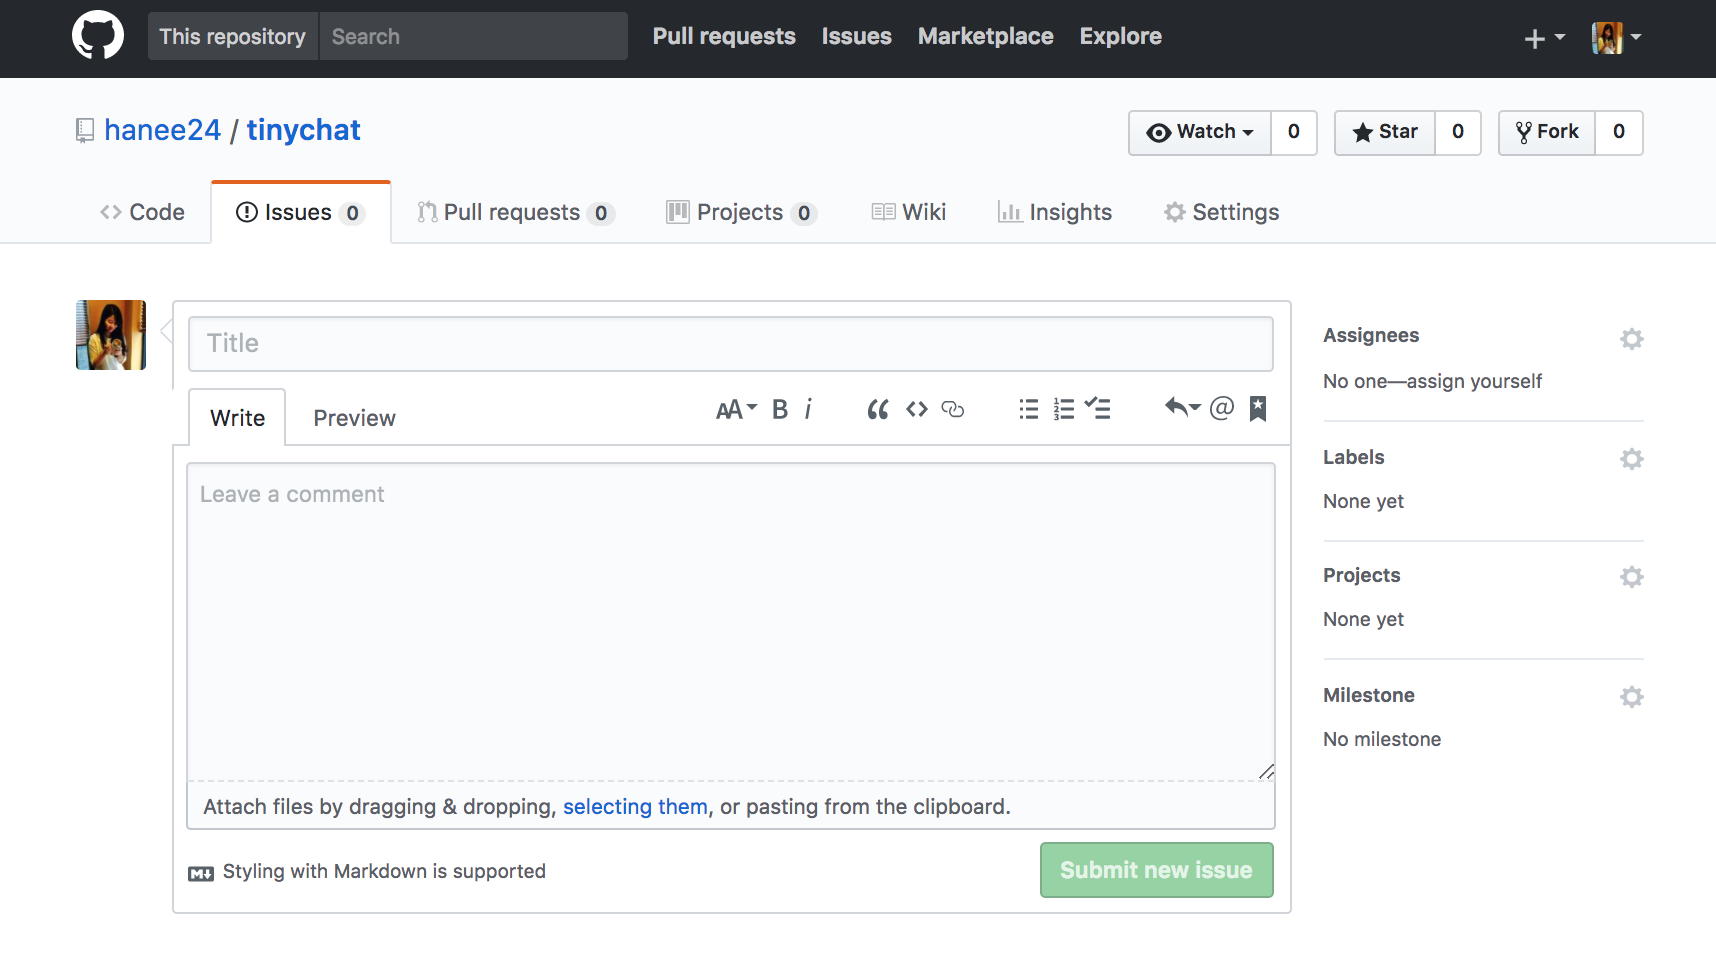 This repository Search Pull requests Issues Marketplace Explore
hanee24 / tinychat Watch 0 Star 0 Fork 0
Code Issues 0 Pull requests 0 Projects 0 Wiki Insights Settings
Title
Write Preview AA B i “ <> @
Leave a comment
Attach files by dragging & dropping, selecting them, or pasting from the clipboard.
Styling with Markdown is supported
Submit new issue
Assignees
No one—assign yourself
Labels
None yet
Projects
None yet
Milestone
No milestone